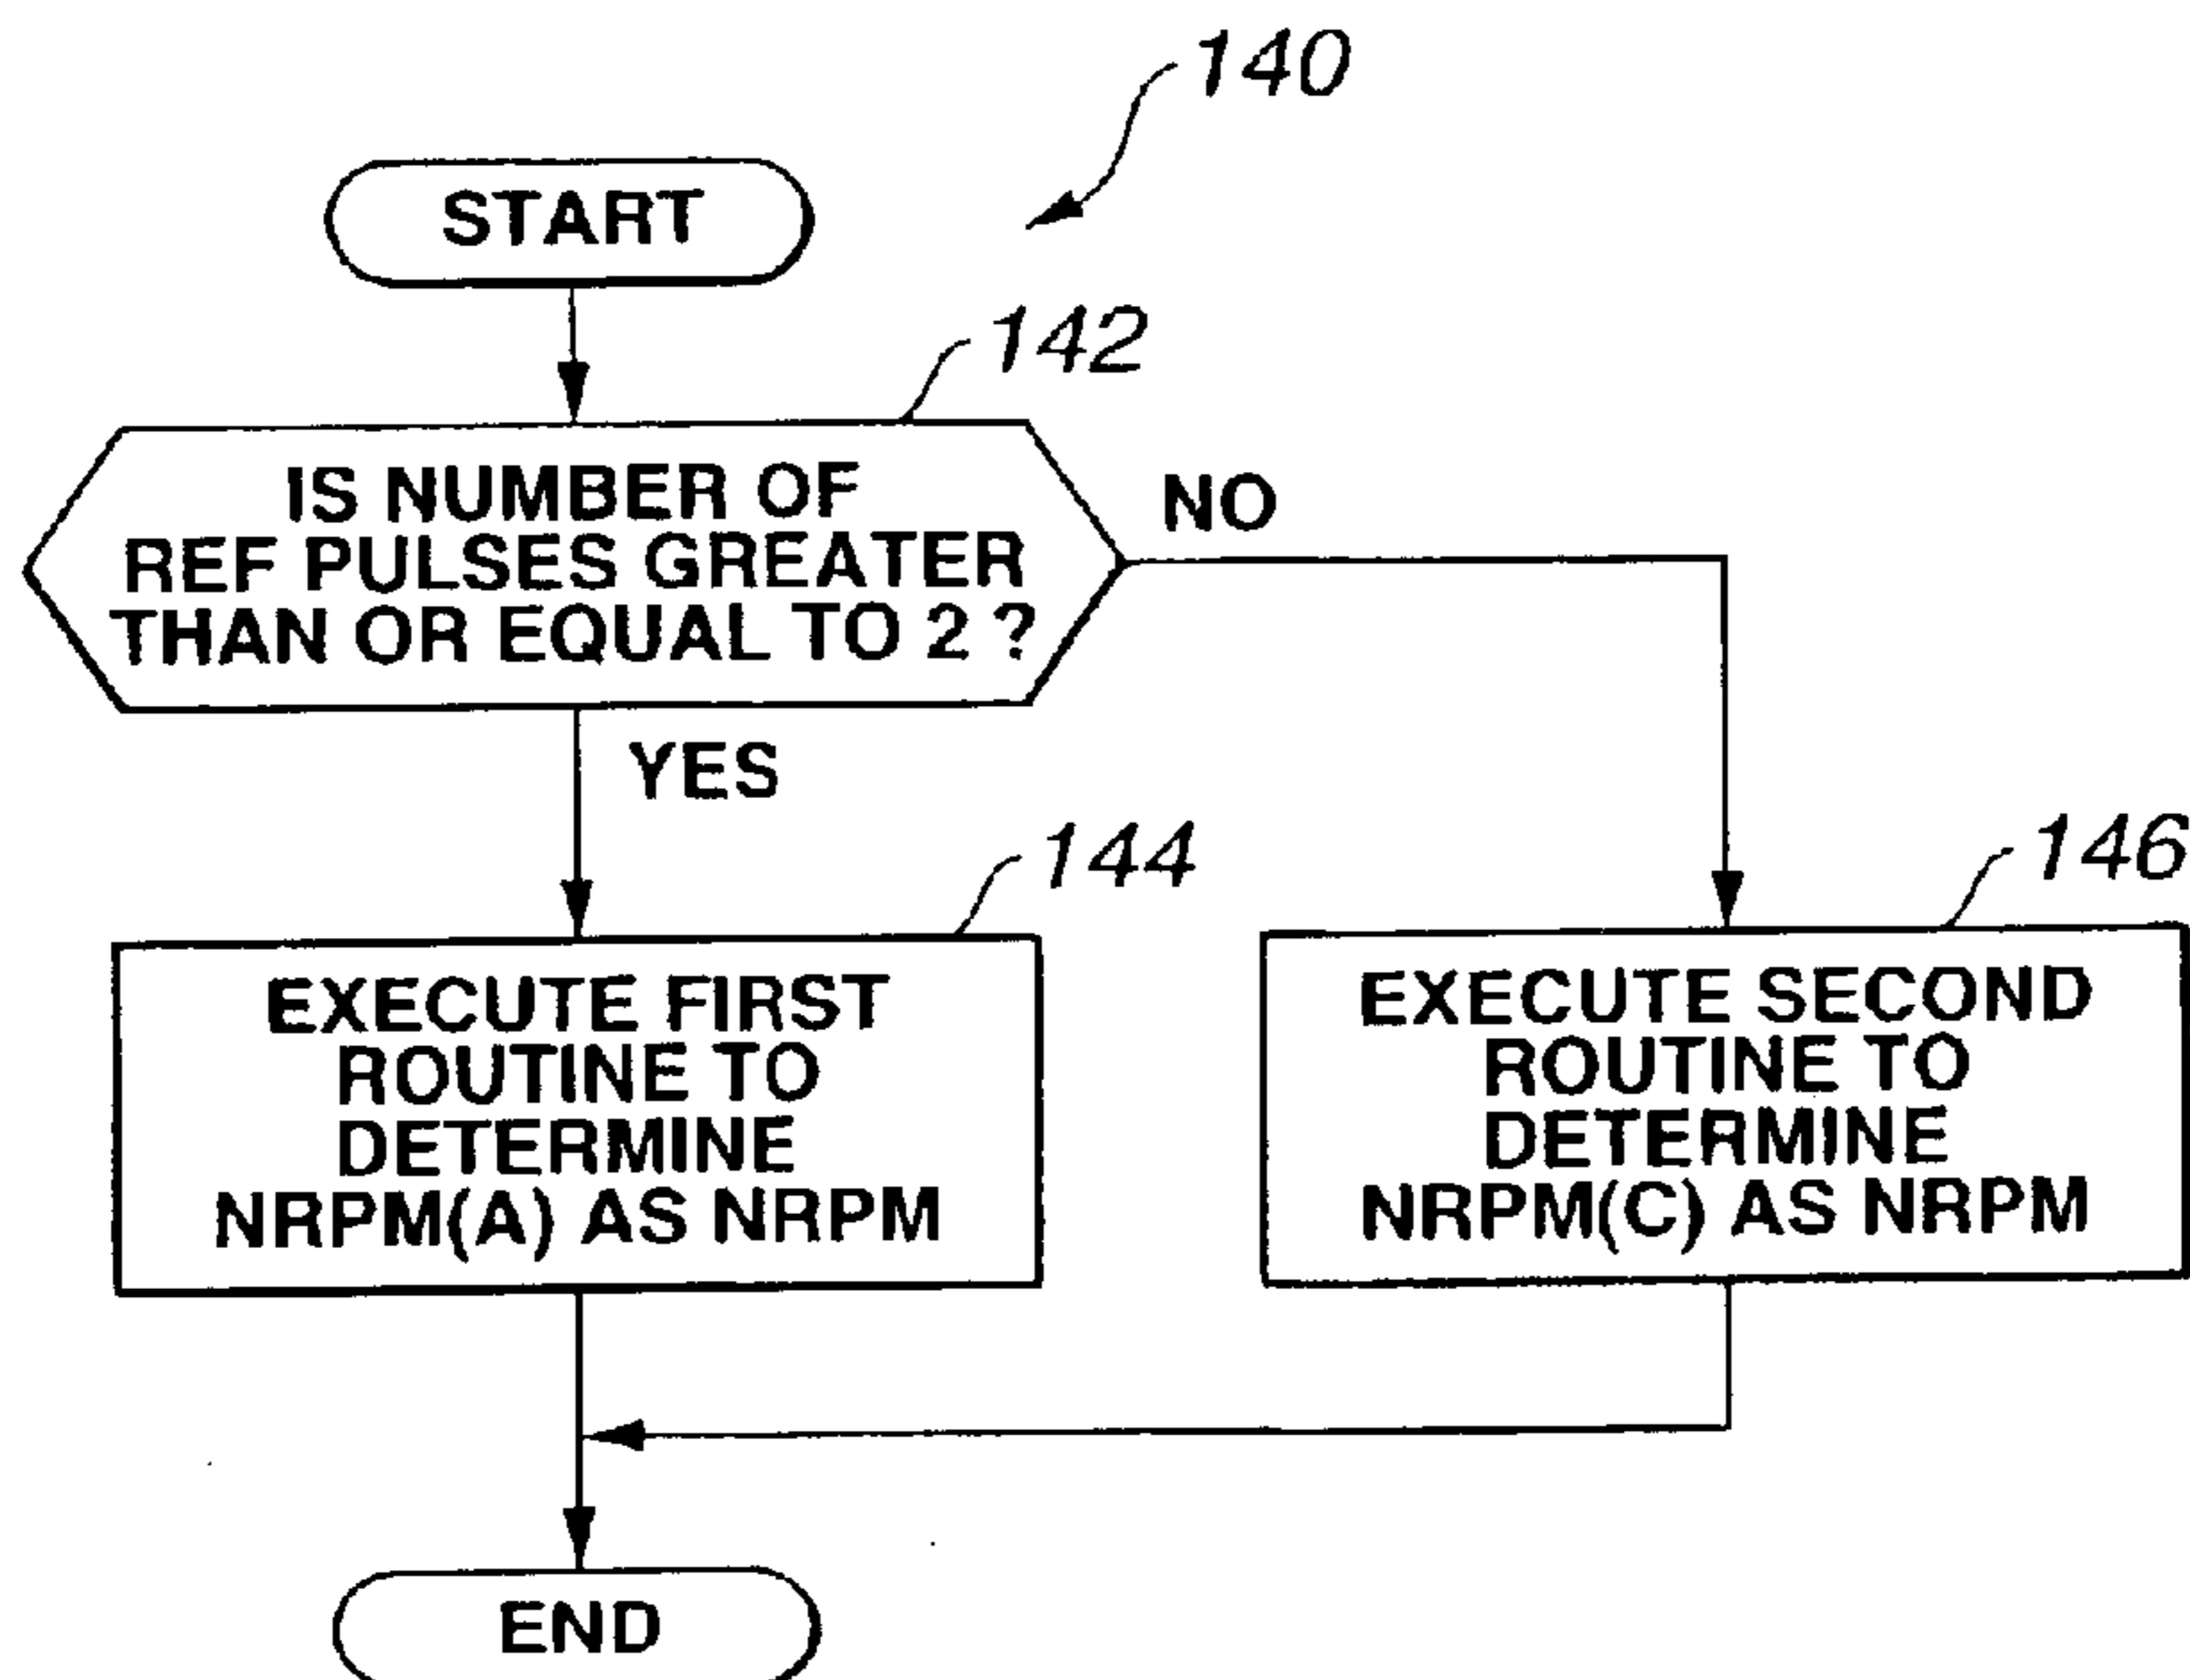 140
START
142
IS NUMBER OF
REF PULSES GREATER
THAN OR EQUAL TO 2 ?
NO
YES
144
EXECUTE FIRST
ROUTINE TO
DETERMINE
NRPM(A) AS NRPM
146
EXECUTE SECOND
ROUTINE TO
DETERMINE
NRPM(C) AS NRPM
END